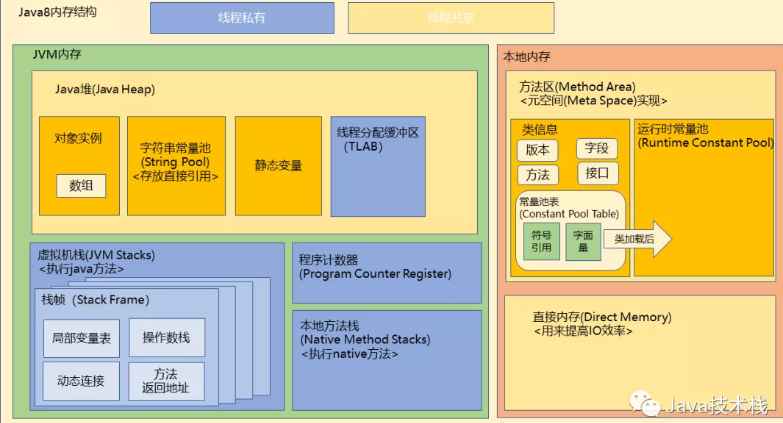 Java8内存结构
线程私有
线程共享
JVM内存
Java堆(Java Heap)
对象实例
数组
字符串常量池
(String Pool)
<存放直接引用>
静态变量
线程分配缓冲区
（TLAB）
虚拟机栈(JVM Stacks)
<执行java方法>
栈帧（Stack Frame）
局部变量表
操作数栈
动态连接
方法
返回地址
程序计数器
(Program Counter Register)
本地方法栈
(Native Method Stacks)
<执行native方法>
本地内存
方法区(Method Area)
<元空间(Meta Space)实现>
类信息
版本
字段
方法
接口
常量池表
(Constant Pool Table)
符号
引用
字面
量
类加载后
运行时常量池
(Runtime Constant Pool)
直接内存(Direct Memory)
<用来提高IO效率>
Java技术栈